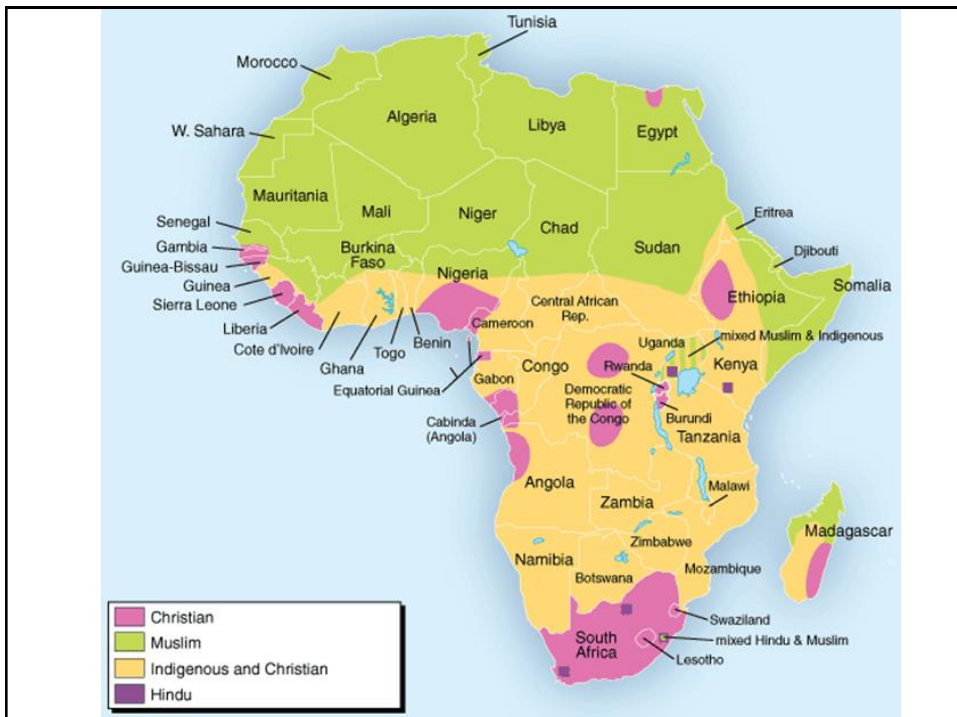 Tunisia
Morocco
Algeria
Libya
Egypt
W. Sahara
Mauritania
Mali
Niger
Chad
Sudan
Eritrea
Senegal
Gambia
Burkina
Faso
Djibouti
Guinea-Bissau
Nigeria
Guinea
Ethiopia
Somalia
Sierra Leone
Central African
Rep.
Liberia
Cameroon
mixed Muslim & Indigenous
Cote d'Ivoire
Benin
Uganda
Togo
Ghana
Congo
Rwanda
Kenya
Equatorial Guinea
Gabon
Democratic
Republic of
the Congo
Burundi
Cabinda
(Angola)
Tanzania
Angola
Malawi
Zambia
Madagascar
Zimbabwe
Namibia
Mozambique
Botswana
Swaziland
South
Africa
mixed Hindu & Muslim
Lesotho
Christian
Muslim
Indigenous and Christian
Hindu